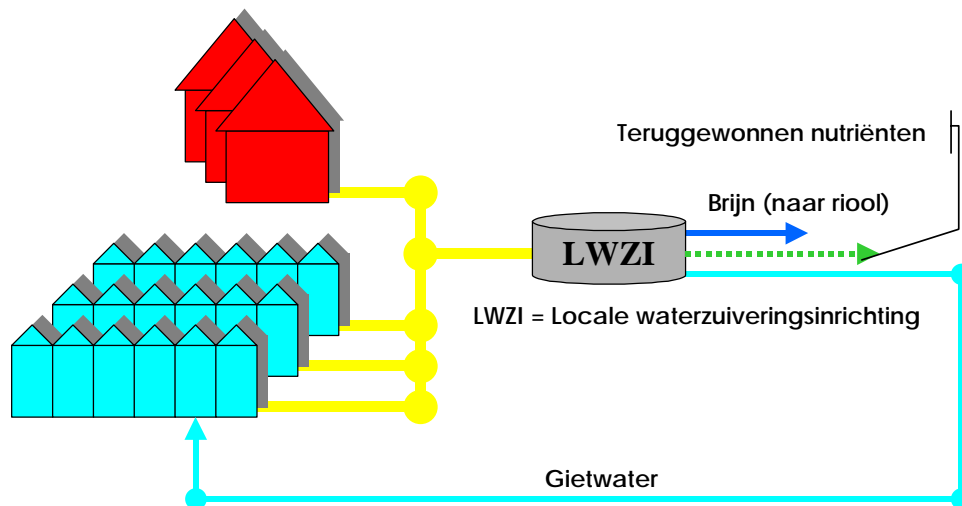 Teruggewonnen nutriënten
Brijn (naar riool)
LWZI
LWZI = Locale waterzuiveringsinrichting
Gietwater